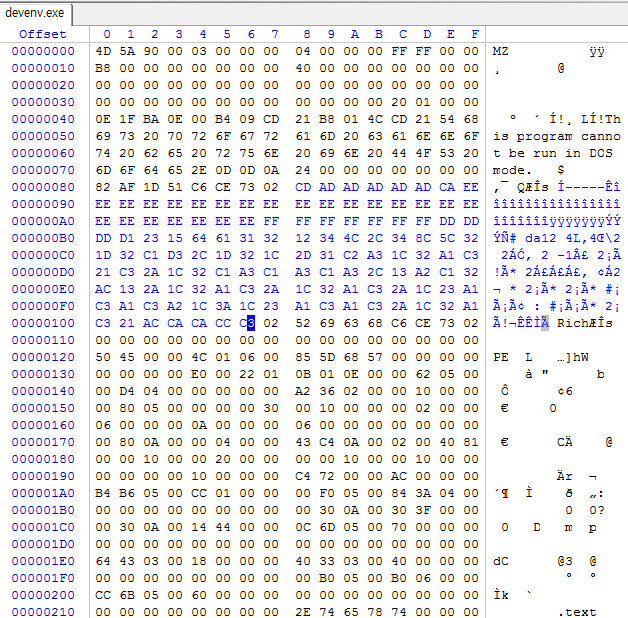 devenv.exe
Offset 0 1 2 3 4 5 6 7 8 9 A B C D E F
00000000 4D 5A 90 00 03 00 00 00 04 00 00 00 FF FF 00 00 MZ ÿÿ
00000010 B8 00 00 00 00 00 00 00 40 00 00 00 00 00 00 00 ¸ @
00000020 00 00 00 00 00 00 00 00 00 00 00 00 00 00 00 00
00000030 00 00 00 00 00 00 00 00 00 00 00 00 20 01 00 00
00000040 0E 1F BA 0E 00 B4 09 CD 21 B8 01 4C CD 21 54 68 º ´ Í!¸ LÍ!Th
00000050 69 73 20 70 72 6F 67 72 61 6D 20 63 61 6E 6E 6F is program canno
00000060 74 20 62 65 20 72 75 6E 20 69 6E 20 44 4F 53 20 t be run in DOS
00000070 6D 6F 64 65 2E 0D 0D 0A 24 00 00 00 00 00 00 00 mode. $
00000080 82 AF 1D 51 C6 CE 73 02 CD AD AD AD AD AD CA EE ‚¯ QÆÎs Í-----Êî
00000090 EE EE EE EE EE EE EE EE EE EE EE EE EE EE EE EE îîîîîîîîîîîîîîîî
000000A0 EE EE EE EE EE EE EE FF FF FF FF FF FF FF DD DD îîîîîîîÿÿÿÿÿÿÿÝÝ
000000B0 DD D1 23 15 64 61 31 32 12 34 4C 2C 34 8C 5C 32 ÝÑ# da12 4L,4Œ\2
000000C0 1D 32 C1 D3 2C 1D 32 1C 2D 31 C2 A3 1C 32 A1 C3 2ÁÓ, 2 -1Â£ 2¡Ã
000000D0 21 C3 2A 1C 32 C1 A3 C1 A3 C1 A3 2C 13 A2 C1 32 !Ã* 2Á£Á£Á£, ¢Á2
000000E0 AC 13 2A 1C 32 A1 C3 2A 1C 32 A1 C3 2A 1C 23 A1 ¬ * 2¡Ã* 2¡Ã* #¡
000000F0 C3 A1 C3 A2 1C 3A 1C 23 A1 C3 A1 C3 2A 1C 32 A1 Ã¡Ã¢ : #¡Ã¡Ã* 2¡
00000100 C3 21 AC CA CA CC C3 02 52 69 63 68 C6 CE 73 02 Ã!¬ÊÊÌÃ RichÆÎs
00000110 00 00 00 00 00 00 00 00 00 00 00 00 00 00 00 00
00000120 50 45 00 00 4C 01 06 00 85 5D 68 57 00 00 00 00 PE L …]hW
00000130 00 00 00 00 E0 00 22 01 0B 01 0E 00 00 62 05 00 à " b
00000140 00 D4 04 00 00 00 00 00 A2 36 02 00 00 10 00 00 Ô ¢6
00000150 00 80 05 00 00 00 00 30 00 10 00 00 00 02 00 00 € 0
00000160 06 00 00 00 0A 00 00 00 06 00 00 00 00 00 00 00
00000170 00 80 0A 00 00 04 00 00 43 C4 0A 00 02 00 40 81 € CÄ @
00000180 00 00 10 00 00 20 00 00 00 00 10 00 00 10 00 00
00000190 00 00 00 00 10 00 00 00 C4 72 00 00 AC 00 00 00 Är ¬
000001A0 B4 B6 05 00 CC 01 00 00 00 F0 05 00 84 3A 04 00 ´¶ Ì ð „:
000001B0 00 00 00 00 00 00 00 00 00 30 0A 00 30 3F 00 00 0 0?
000001C0 00 30 0A 00 14 44 00 00 0C 6D 05 00 70 00 00 00 0 D m p
000001D0 00 00 00 00 00 00 00 00 00 00 00 00 00 00 00 00
000001E0 64 43 03 00 18 00 00 00 40 33 03 00 40 00 00 00 dC @3 @
000001F0 00 00 00 00 00 00 00 00 00 B0 05 00 B0 06 00 00 ° °
00000200 CC 6B 05 00 60 00 00 00 00 00 00 00 00 00 00 00 Ìk `
00000210 00 00 00 00 00 00 00 00 2E 74 65 78 74 00 00 00 .text